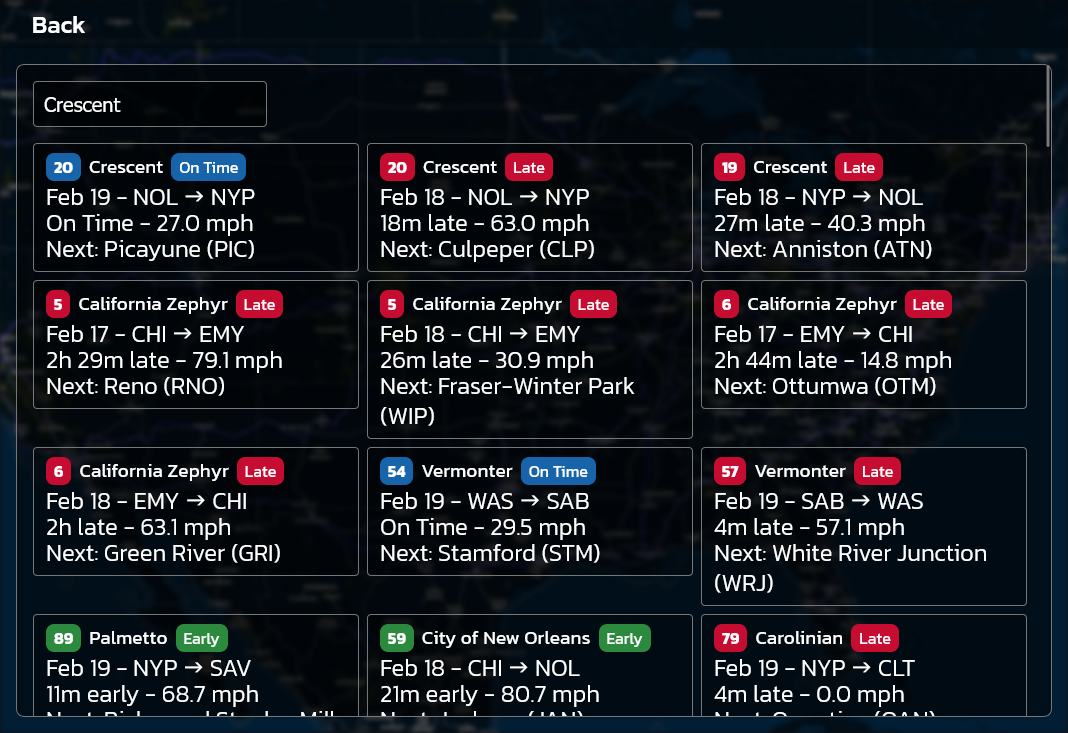 Back
Crescent
20 Crescent On Time
Feb 19 - NOL → NYP
On Time - 27.0 mph
Next: Picayune (PIC)
20 Crescent Late
Feb 18 - NOL → NYP
18m late - 63.0 mph
Next: Culpeper (CLP)
19 Crescent Late
Feb 18 - NYP → NOL
27m late - 40.3 mph
Next: Anniston (ATN)
5 California Zephyr Late
Feb 17 - CHI → EMY
2h 29m late - 79.1 mph
Next: Reno (RNO)
5 California Zephyr Late
Feb 18 - CHI → EMY
26m late - 30.9 mph
Next: Fraser-Winter Park
(WIP)
6 California Zephyr Late
Feb 17 - EMY → CHI
2h 44m late - 14.8 mph
Next: Ottumwa (OTM)
6 California Zephyr Late
Feb 18 - EMY → CHI
2h late - 63.1 mph
Next: Green River (GRI)
54 Vermonter On Time
Feb 19 - WAS → SAB
On Time - 29.5 mph
Next: Stamford (STM)
57 Vermonter Late
Feb 19 - SAB → WAS
4m late - 57.1 mph
Next: White River Junction
(WRJ)
89 Palmetto Early
Feb 19 - NYP → SAV
11m early - 68.7 mph
59 City of New Orleans Early
Feb 18 - CHI → NOL
21m early - 80.7 mph
79 Carolinian Late
Feb 19 - NYP → CLT
4m late - 0.0 mph